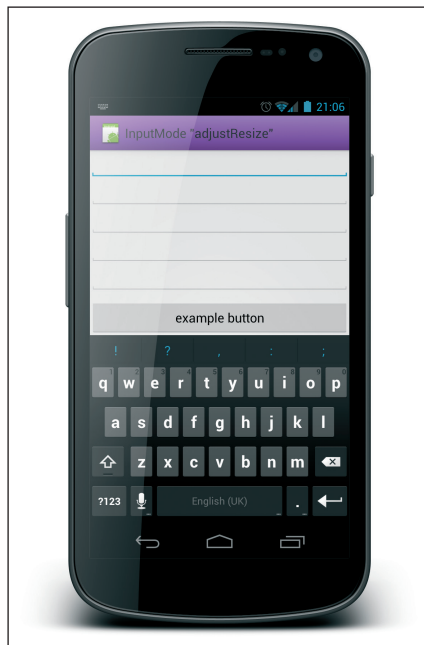 21:06
InputMode "adjustResize"
example button
! ? , : ;
q w e r t y u i o p
a s d f g h j k l
z x c v b n m
?123 English (UK) .